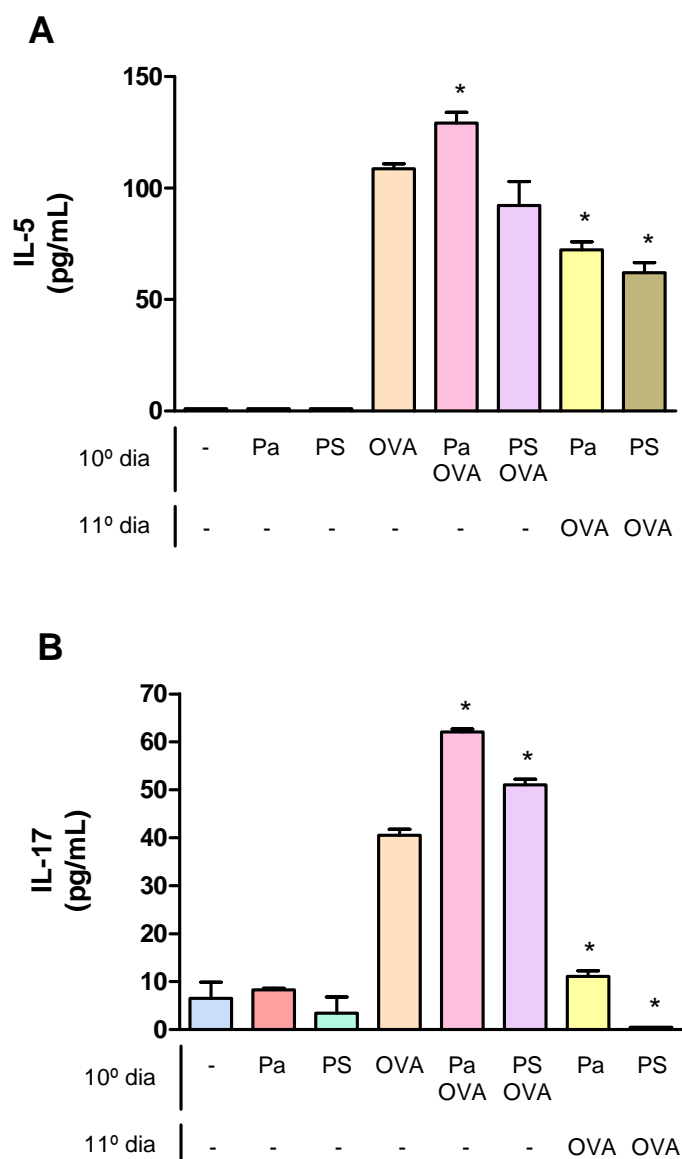 A
150
100
50
0
IL-5
(pg/mL)
*
*
*
10º dia - Pa PS OVA Pa PS Pa PS
OVA OVA
11º dia - - - - - - OVA OVA
B
70
60
50
40
30
20
10
0
IL-17
(pg/mL)
*
*
*
*
10º dia - Pa PS OVA Pa PS Pa PS
OVA OVA
11º dia - - - - - - OVA OVA